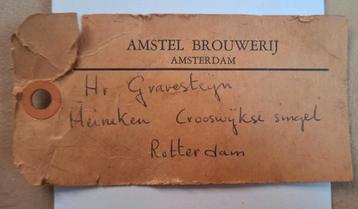 AMSTEL BROUWERIJ
AMSTERDAM
Hr Gravesteyn
Heineken Crooswijkse singel
Rotterdam